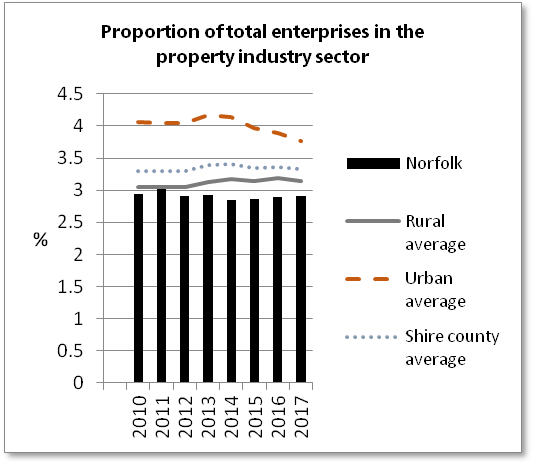 Proportion of total enterprises in the
property industry sector
4.5
4
3.5
3
2.5
2
1.5
1
0.5
0
%
2010
2011
2012
2013
2014
2015
2016
2017
Norfolk
Rural
average
Urban
average
Shire county
average